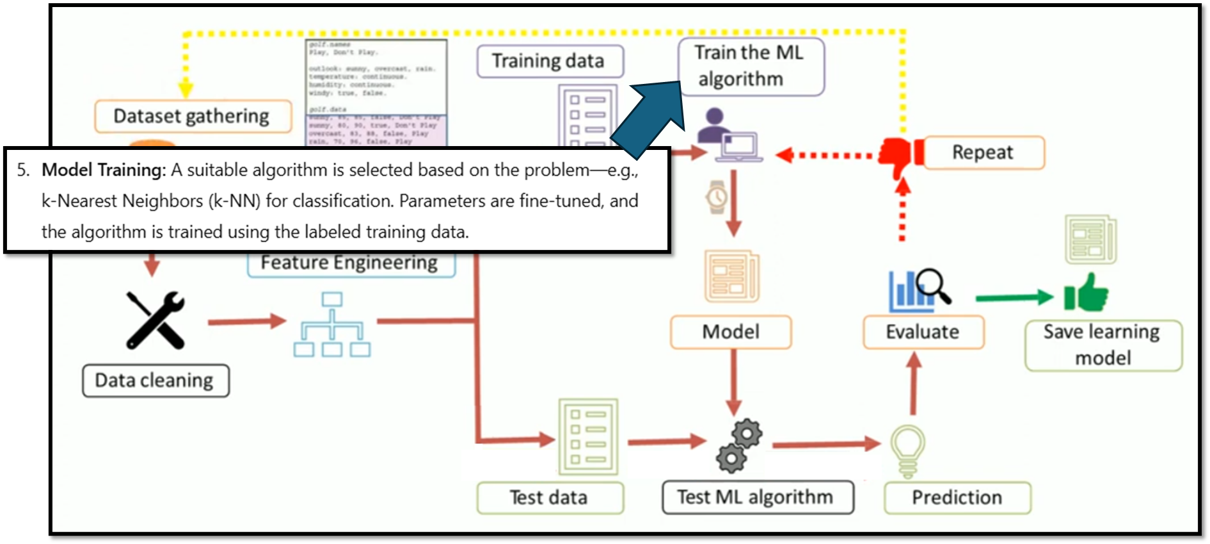 golf.names
Play, Don't Play.
outlook: sunny, overcast, rain.
temperature: continuous.
humidity: continuous.
windy: true, false.
golf.data
sunny, 85, 85, false, Don't Play
sunny, 80, 90, true, Don't Play
overcast, 83, 88, false, Play
rain, 70, 96, false, Play
Training data
Train the ML
algorithm
Dataset gathering
Repeat
5. Model Training: A suitable algorithm is selected based on the problem—e.g.,
k-Nearest Neighbors (k-NN) for classification. Parameters are fine-tuned, and
the algorithm is trained using the labeled training data.
Feature Engineering
Data cleaning
Model
Evaluate
Save learning
model
Test data
Test ML algorithm
Prediction